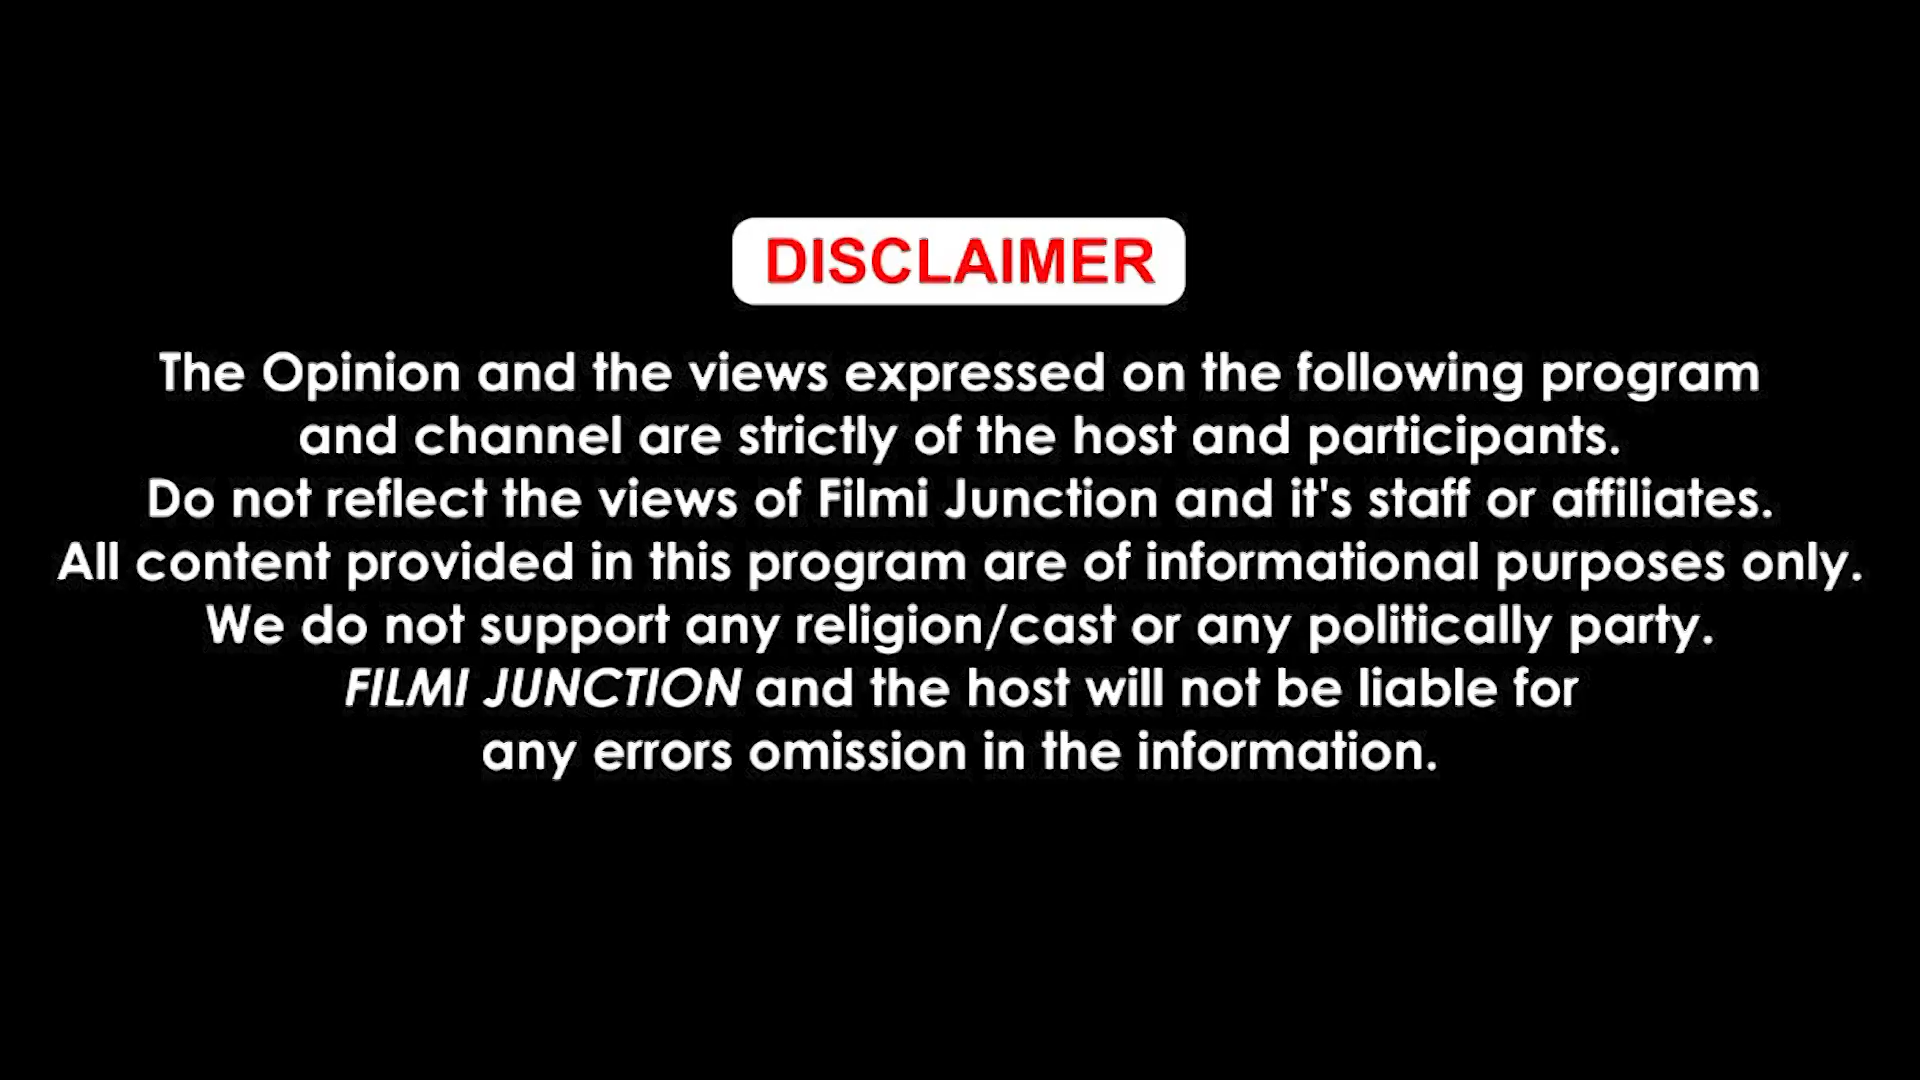 DISCLAIMER
The Opinion and the views expressed on the following program
and channel are strictly of the host and participants.
Do not reflect the views of Filmi Junction and it's staff or affiliates.
All content provided in this program are of informational purposes only.
We do not support any religion/cast or any politically party.
FILMI JUNCTION and the host will not be liable for
any errors omission in the information.